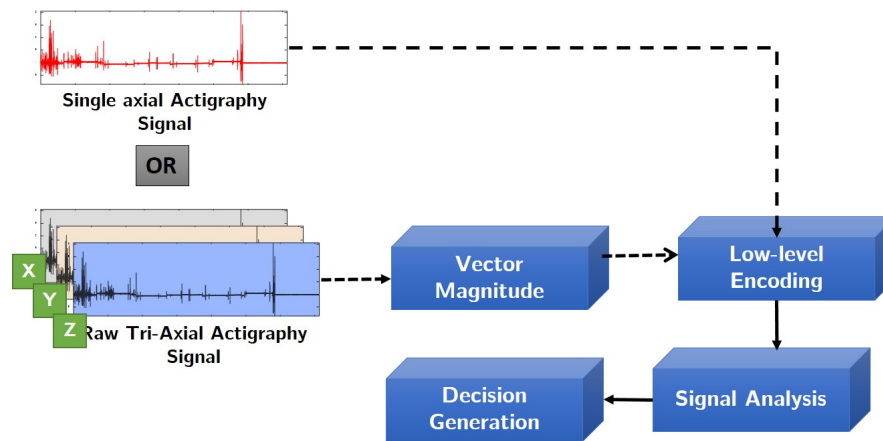 Single axial Actigraphy
Signal
OR
X
Y
Z
Raw Tri-Axial Actigraphy
Signal
Vector
Magnitude
Low-level
Encoding
Signal Analysis
Decision
Generation